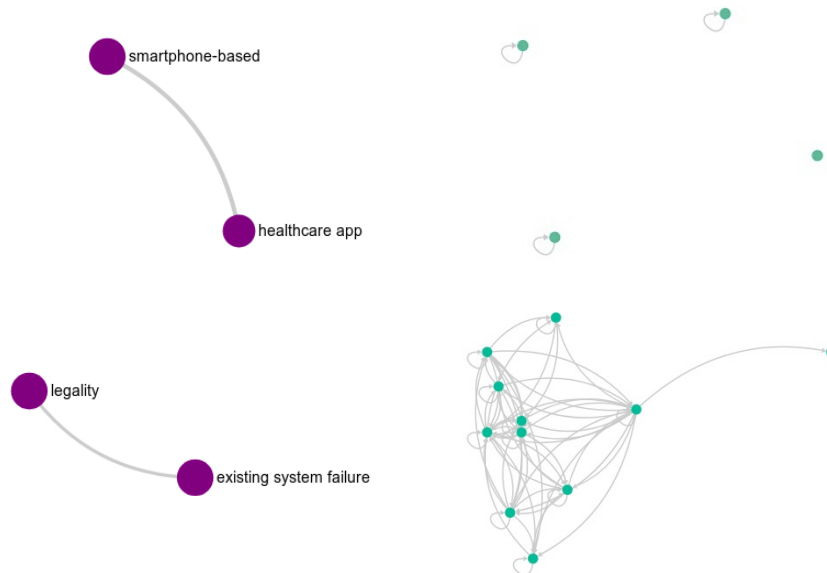 smartphone-based
healthcare app
legality
existing system failure